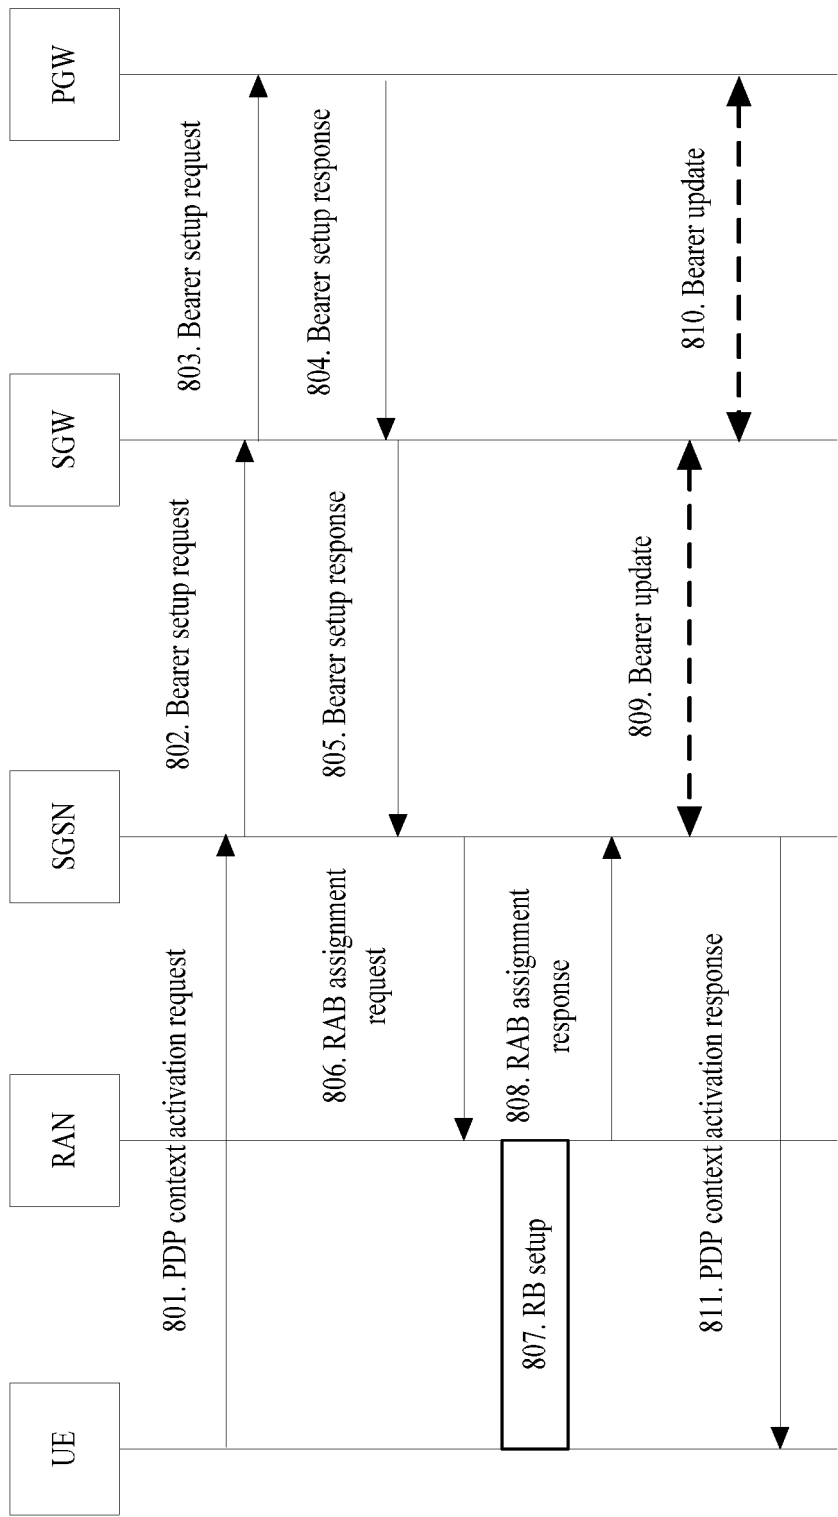 UE
RAN
SGSN
SGW
PGW
801. PDP context activation request
802. Bearer setup request
803. Bearer setup request
804. Bearer setup response
805. Bearer setup response
806. RAB assignment
request
807. RB setup
808. RAB assignment
response
809. Bearer update
810. Bearer update
811. PDP context activation response